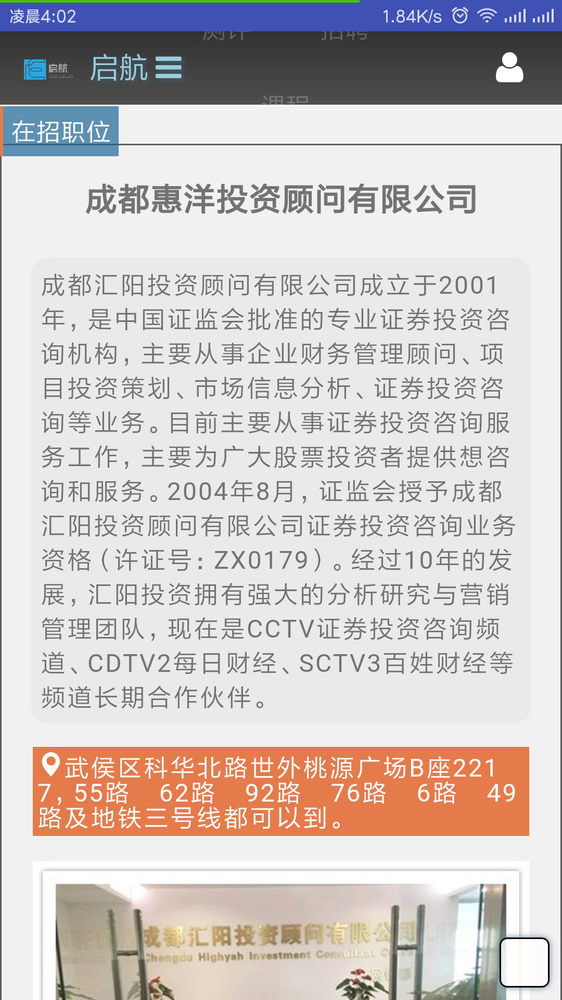 凌晨4:02
1.84K/s
测评 招聘
启航
启航
课程
在招职位
成都惠洋投资顾问有限公司
成都汇阳投资顾问有限公司成立于2001
年，是中国证监会批准的专业证券投资咨
询机构，主要从事企业财务管理顾问、项
目投资策划、市场信息分析、证券投资咨
询等业务。目前主要从事证券投资咨询服
务工作，主要为广大股票投资者提供想咨
询和服务。2004年8月，证监会授予成都
汇阳投资顾问有限公司证券投资咨询业务
资格（许证号：ZX0179）。经过10年的发
展，汇阳投资拥有强大的分析研究与营销
管理团队，现在是CCTV证券投资咨询频
道、CDTV2每日财经、SCTV3百姓财经等
频道长期合作伙伴。
武侯区科华北路世外桃源广场B座221
7，55路 62路 92路 76路 6路 49
路及地铁三号线都可以到。
成都汇阳投资顾问有限公司
Chengdu Highyah Investment Consultant